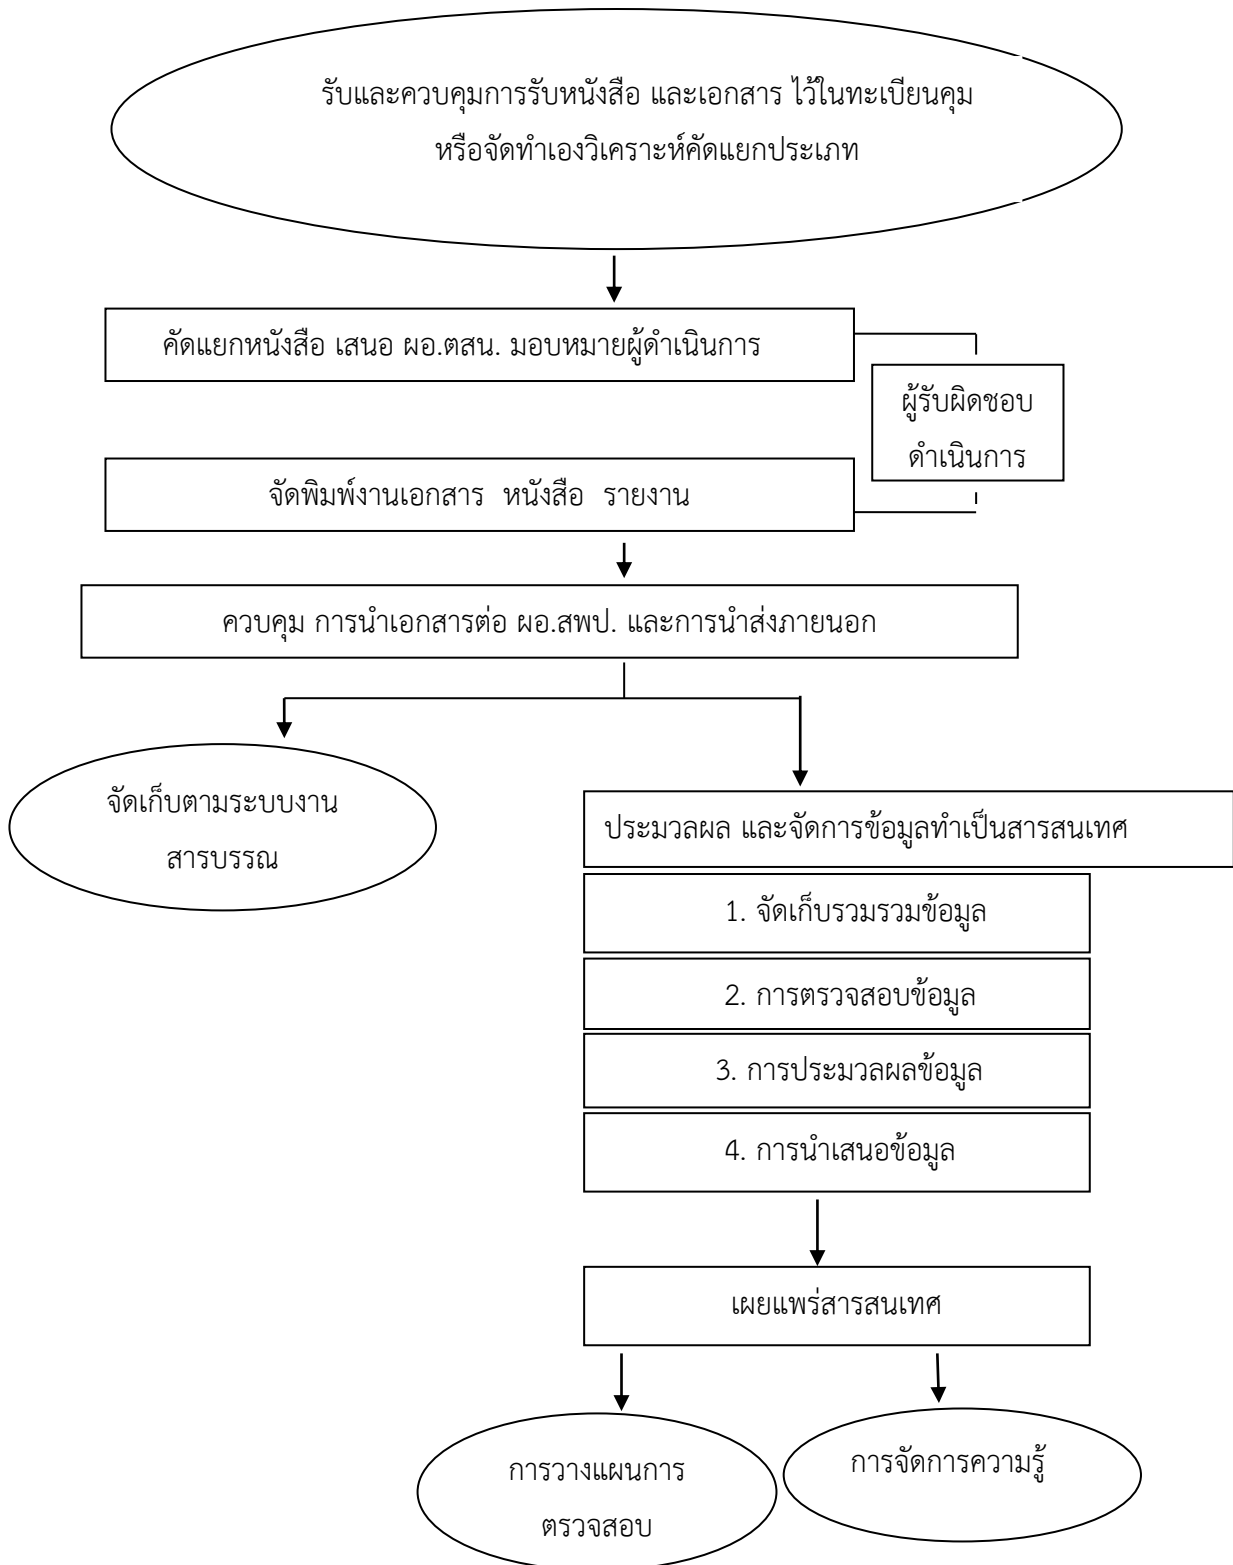 รับและควบคุมการรับหนังสือ และเอกสาร ไว้ในทะเบียนคุม
หรือจัดทำเองวิเคราะห์คัดแยกประเภท
คัดแยกหนังสือ เสนอ ผอ.ตสน. มอบหมายผู้ดำเนินการ
ผู้รับผิดชอบ
ดำเนินการ
จัดพิมพ์งานเอกสาร หนังสือ รายงาน
ควบคุม การนำเอกสารต่อ ผอ.สพป. และการนำส่งภายนอก
จัดเก็บตามระบบงาน
สารบรรณ
ประมวลผล และจัดการข้อมูลทำเป็นสารสนเทศ
1. จัดเก็บรวมรวมข้อมูล
2. การตรวจสอบข้อมูล
3. การประมวลผลข้อมูล
4. การนำเสนอข้อมูล
เผยแพร่สารสนเทศ
การวางแผนการ
ตรวจสอบ
การจัดการความรู้